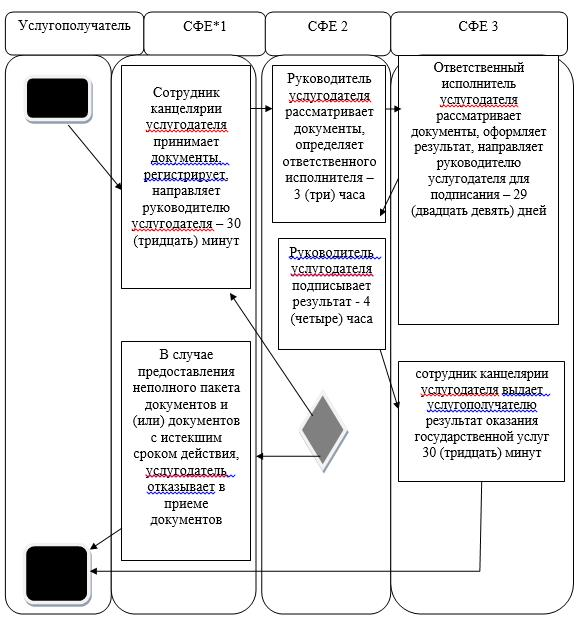 Услугополучатель
СФЕ*1
СФЕ 2
СФЕ 3
Сотрудник
канцелярии
услугодателя
принимает
документы,
регистрирует,
направляет
руководителю
услугодателя – 30
(тридцать) минут
Руководитель
услугодателя
рассматривает
документы,
определяет
ответственного
исполнителя –
3 (три) часа
Ответственный
исполнитель
услугодателя
рассматривает
документы, оформляет
результат, направляет
руководителю
услугодателя для
подписания – 29
(двадцать девять) дней
Руководитель
услугодателя
подписывает
результат - 4
(четыре) часа
В случае
предоставления
неполного пакета
документов и
(или) документов
с истекшим
сроком действия,
услугодатель
отказывает в
приеме
документов
сотрудник канцелярии
услугодателя выдает
услугополучателю
результат оказания
государственной услуг
30 (тридцать) минут